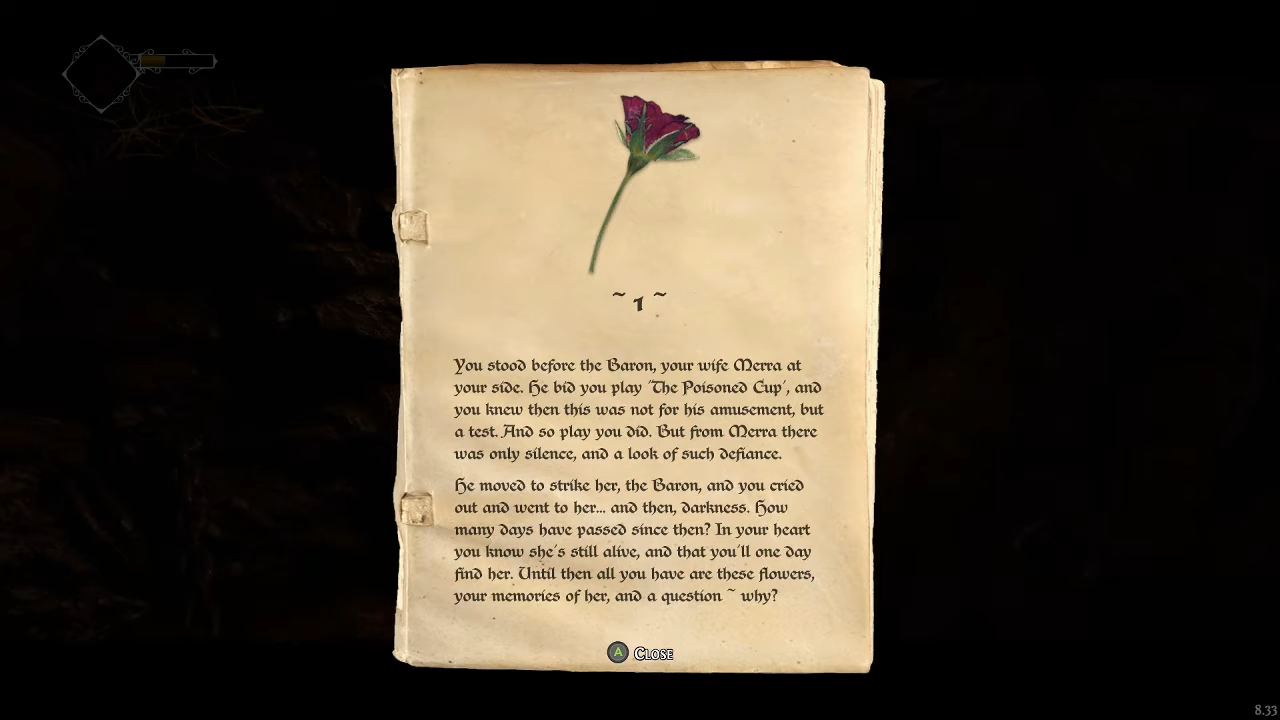 ~ 1 ~
You stood before the Baron, your wife Merra at
your side. He bid you play 'The Poisoned Cup', and
you knew then this was not for his amusement, but
a test. And so play you did. But from Merra there
was only silence, and a look of such defiance.
He moved to strike her, the Baron, and you cried
out and went to her... and then, darkness. How
many days have passed since then? In your heart
you know she's still alive, and that you'll one day
find her. Until then all you have are these flowers,
your memories of her, and a question ~ why?
A Close
8.33